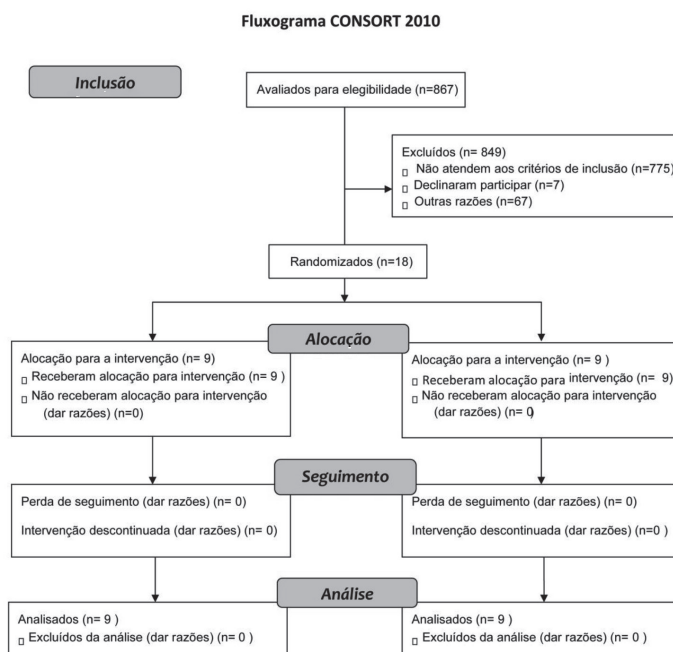 Fluxograma CONSORT 2010
Inclusão
Avaliados para elegibilidade (n=867)
Excluídos (n= 849)
▯ Não atendem aos critérios de inclusão (n=775)
▯ Declinaram participar (n=7)
▯ Outras razões (n=67)
Randomizados (n=18)
Alocação
Alocação para a intervenção (n= 9)
▯ Receberam alocação para intervenção (n= 9 )
▯ Não receberam alocação para intervenção
(dar razões) (n=0)
Alocação para a intervenção (n= 9 )
▯ Receberam alocação para intervenção (n= 9)
▯ Não receberam alocação para intervenção
(dar razões) (n= 0)
Seguimento
Perda de seguimento (dar razões) (n= 0)
Intervenção descontinuada (dar razões) (n= 0)
Perda de seguimento (dar razões) (n= 0)
Intervenção descontinuada (dar razões) (n=0 )
Análise
Analisados (n= 9 )
▯ Excluídos da análise (dar razões) (n= 0 )
Analisados (n= 9 )
▯ Excluídos da análise (dar razões) (n= 0 )